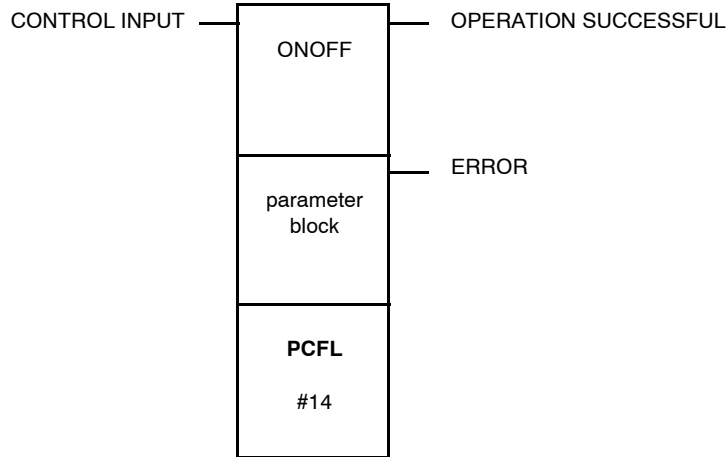 CONTROL INPUT
ONOFF
OPERATION SUCCESSFUL
ERROR
parameter
block
PCFL
#14